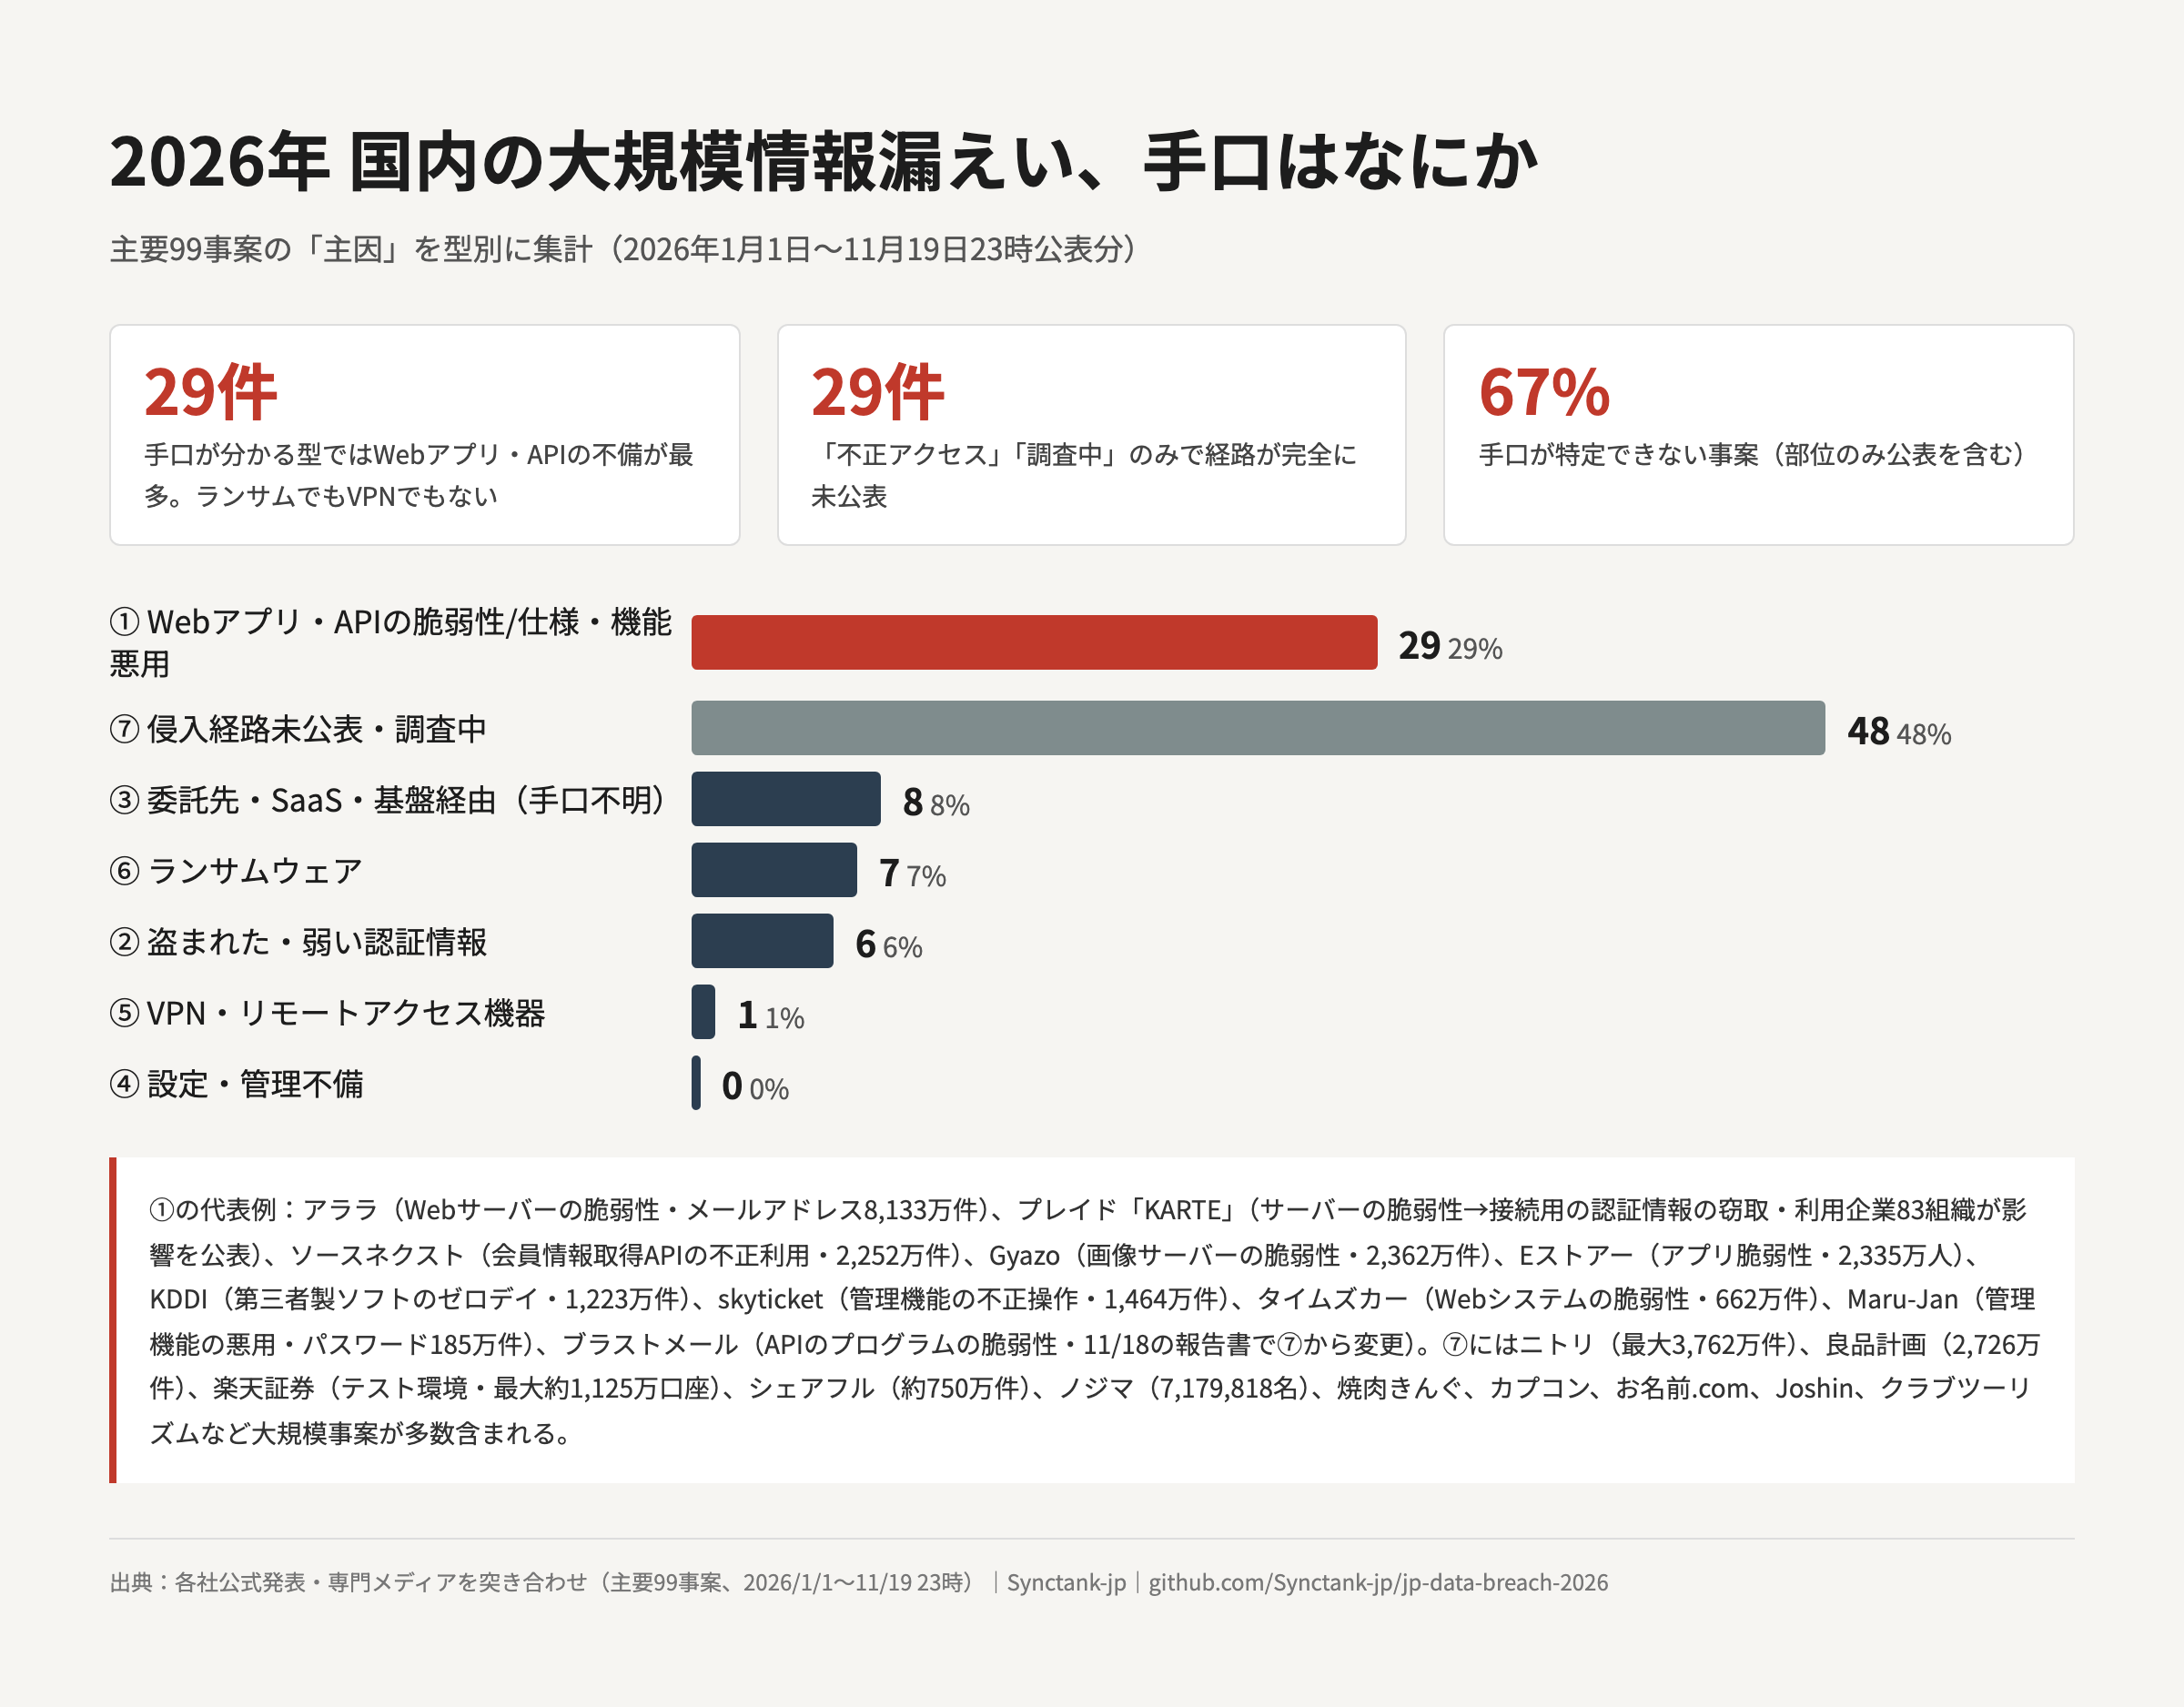 2026年 国内の大規模情報漏えい、手口はなにか
主要99事案の「主因」を型別に集計（2026年1月1日〜11月19日23時公表分）
29件
手口が分かる型ではWebアプリ・APIの不備が最
多。ランサムでもVPNでもない
29件
「不正アクセス」「調査中」のみで経路が完全に
未公表
67%
手口が特定できない事案（部位のみ公表を含む）
① Webアプリ・APIの脆弱性/仕様・機能
悪用
29 29%
⑦ 侵入経路未公表・調査中
48 48%
③ 委託先・SaaS・基盤経由（手口不明）
8 8%
⑥ ランサムウェア
7 7%
② 盗まれた・弱い認証情報
6 6%
⑤ VPN・リモートアクセス機器
1 1%
④ 設定・管理不備
0 0%
①の代表例：アララ（Webサーバーの脆弱性・メールアドレス8,133万件）、プレイド「KARTE」（サーバーの脆弱性→接続用の認証情報の窃取・利用企業83組織が影
響を公表）、ソースネクスト（会員情報取得APIの不正利用・2,252万件）、Gyazo（画像サーバーの脆弱性・2,362万件）、Eストアー（アプリ脆弱性・2,335万人）、
KDDI（第三者製ソフトのゼロデイ・1,223万件）、skyticket（管理機能の不正操作・1,464万件）、タイムズカー（Webシステムの脆弱性・662万件）、Maru-Jan（管理
機能の悪用・パスワード185万件）、ブラストメール（APIのプログラムの脆弱性・11/18の報告書で⑦から変更）。⑦にはニトリ（最大3,762万件）、良品計画（2,726万
件）、楽天証券（テスト環境・最大約1,125万口座）、シェアフル（約750万件）、ノジマ（7,179,818名）、焼肉きんぐ、カプコン、お名前.com、Joshin、クラブツーリ
ズムなど大規模事案が多数含まれる。
出典：各社公式発表・専門メディアを突き合わせ（主要99事案、2026/1/1〜11/19 23時）｜Synctank-jp｜github.com/Synctank-jp/jp-data-breach-2026